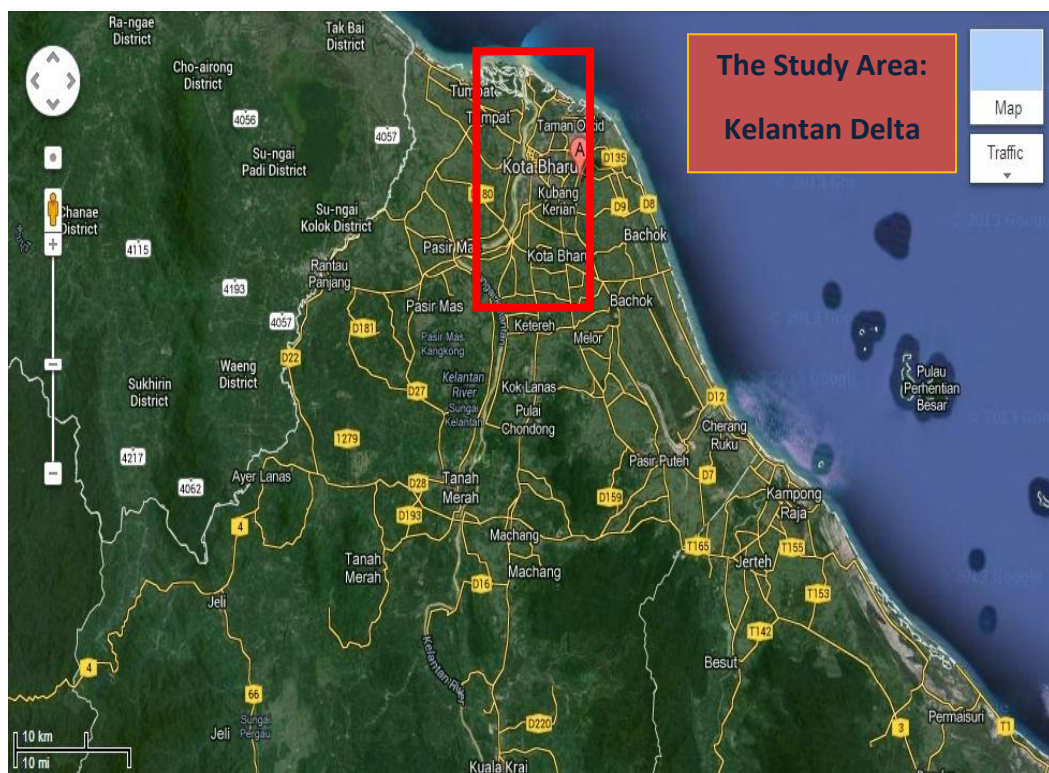 Ra-ngae
District
Tak Bai
District
Cho-airong
District
The Study Area:
Kelantan Delta
Map
Traffic
Tumpat
Tumpat
Taman
4056
4057
Su-ngai
Padi District
Kota Bharu
A
D135
Kubang
Kerian
D9
D8
Chanae
District
Su-ngai
Kolok District
4115
Pasir Mas
Kota Bharu
Bachok
Rantau
Panjang
4193
Pasir Mas
Bachok
4057
D181
Ketereh
Melor
Pasir Mas
Kangkong
D22
Waeng
District
Sukhirin
District
Kelantan
River
Sungai
Kelantan
D27
Kok Lanas
Pulai
Chondong
Pulau
Perhentian
Besar
D12
Cherang
Ruku
1279
4217
4062
Ayer Lanas
D28
Tanah
Merah
Pasir Puteh
D7
D159
Kampong
Raja
D193
4
Machang
T165
T155
Tanah
Merah
Machang
Jerteh
D16
T153
Jeli
T142
Kelantan River
Besut
4
66
Sungai
Pergau
Jeli
D220
3
Permaisuri
T1
10 km
10 mi
Kuala Krai